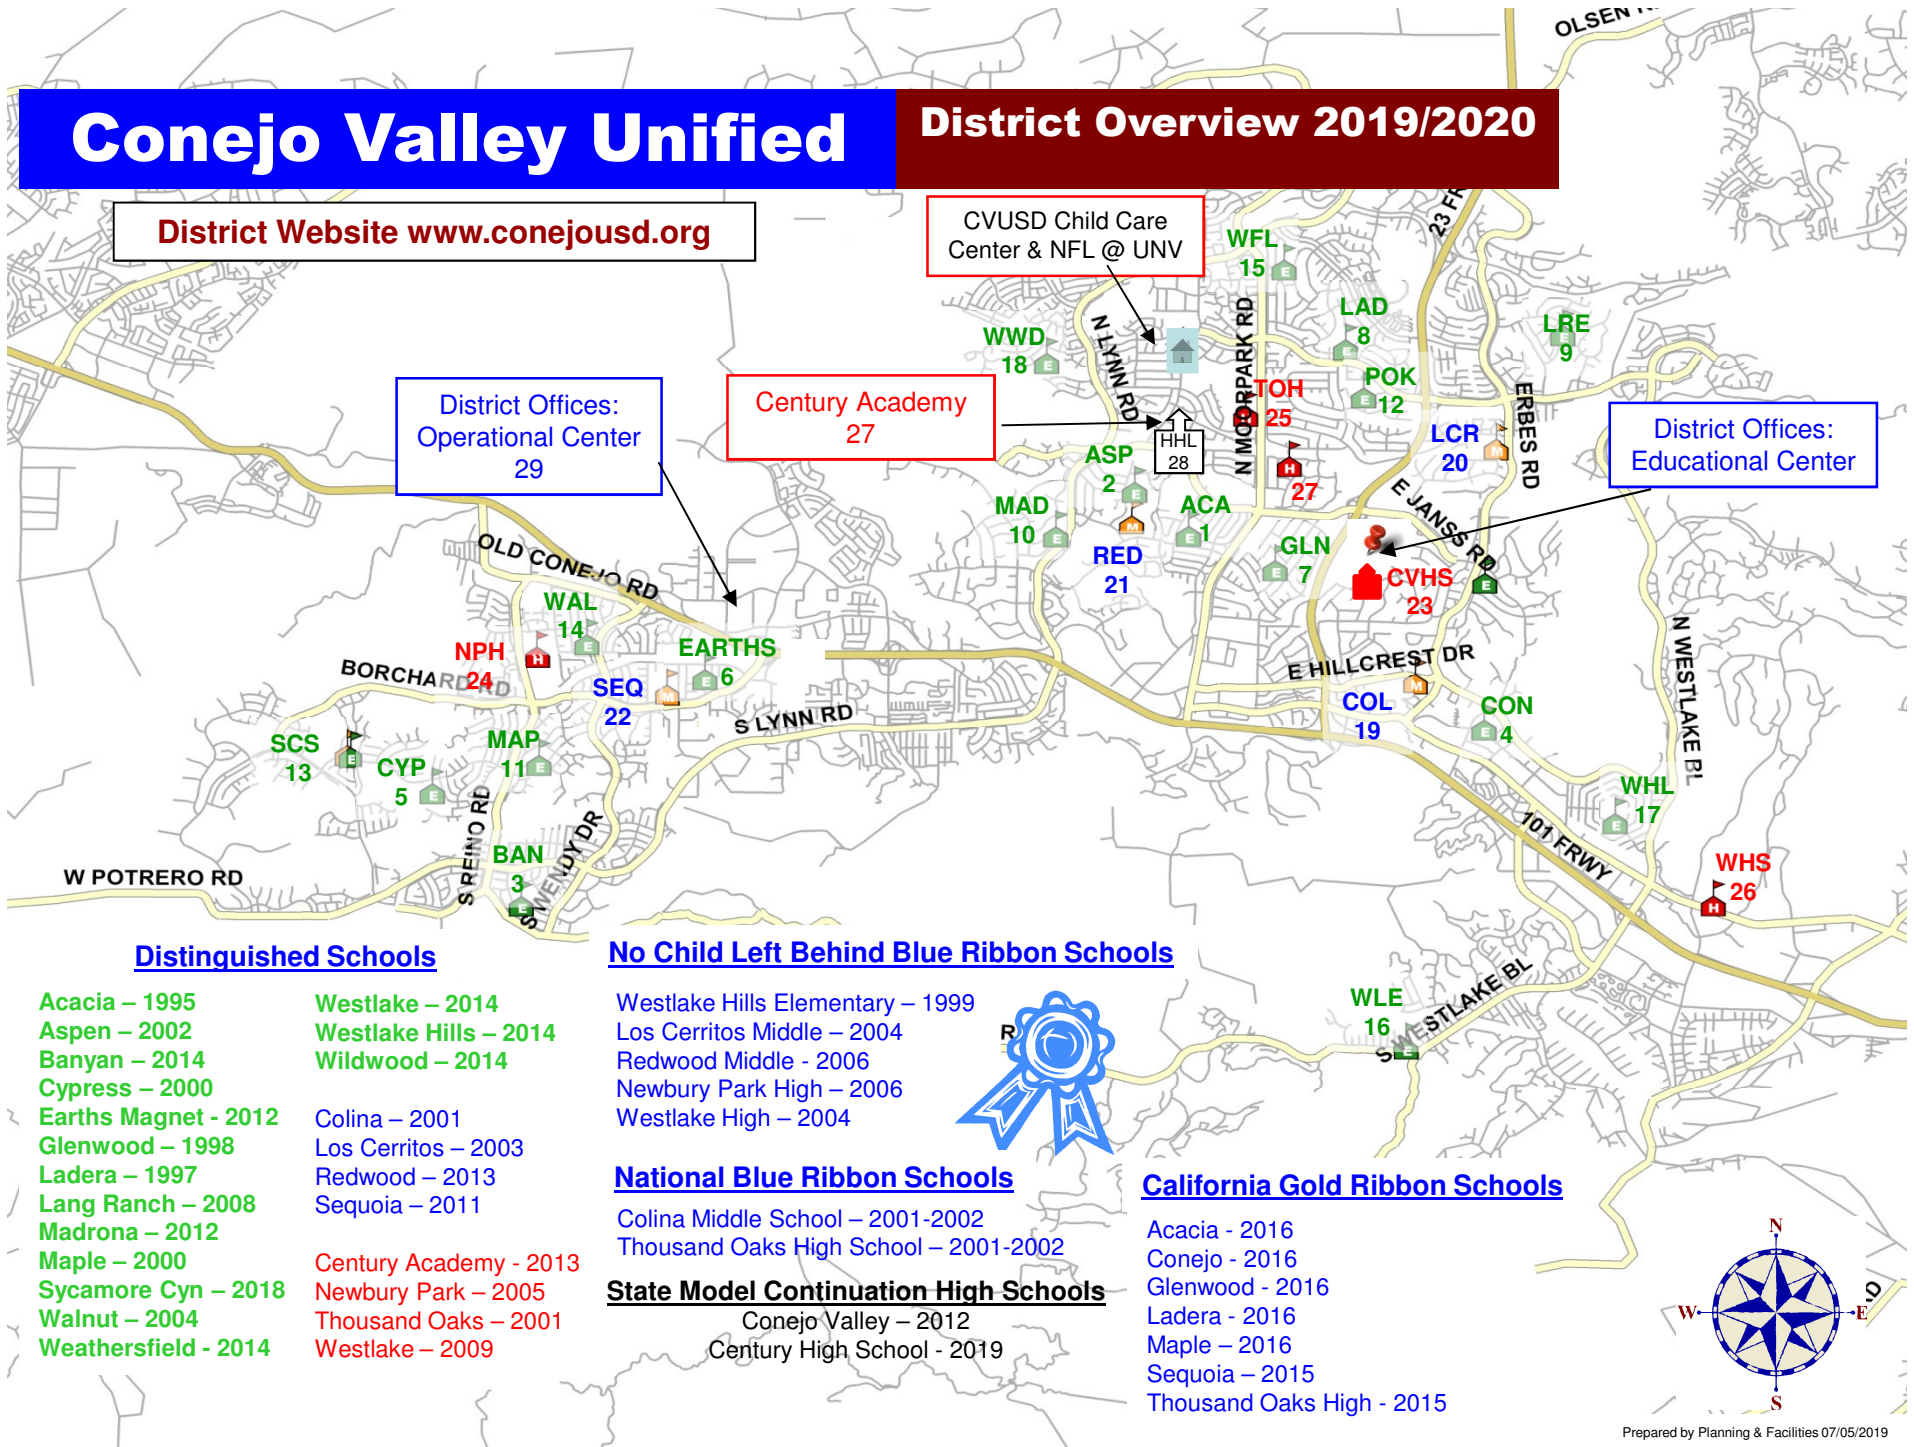 OLSEN
Conejo Valley Unified
District Overview 2019/2020
District Website www.conejousd.org
23 FR
CVUSD Child Care
Center & NFL @ UNV
WFL
15
E
LAD
8
E
LRE
9
E
WWD
18
E
N LYNN RD
N MOORPARK RD
POK
12
E
TOH
25
ERBES RD
District Offices:
Operational Center
29
Century Academy
27
HHL
28
LCR
20
M
District Offices:
Educational Center
ASP
2
E
H
27
MAD
10
E
ACA
1
E
M
RED
21
E JANSS RD
GLN
7
E
CVHS
23
E
OLD CONEJO RD
WAL
14
E
NPH
24
H
EARTHS
6
E
BORCHARD RD
SEQ
22
M
S LYNN RD
E HILLCREST DR
M
COL
19
CON
4
E
N WESTLAKE BL
SCS
13
E
CYP
5
E
MAP
11
E
WHL
17
E
S REINO RD
S WENDY DR
BAN
3
E
101 FRWY
WHS
26
H
W POTRERO RD
WLE
16
E
S WESTLAKE BL
R
Distinguished Schools
Acacia – 1995
Aspen – 2002
Banyan – 2014
Cypress – 2000
Earths Magnet - 2012
Glenwood – 1998
Ladera – 1997
Lang Ranch – 2008
Madrona – 2012
Maple – 2000
Sycamore Cyn – 2018
Walnut – 2004
Weathersfield - 2014
Westlake – 2014
Westlake Hills – 2014
Wildwood – 2014
Colina – 2001
Los Cerritos – 2003
Redwood – 2013
Sequoia – 2011
Century Academy - 2013
Newbury Park – 2005
Thousand Oaks – 2001
Westlake – 2009
No Child Left Behind Blue Ribbon Schools
Westlake Hills Elementary – 1999
Los Cerritos Middle – 2004
Redwood Middle - 2006
Newbury Park High – 2006
Westlake High – 2004
National Blue Ribbon Schools
Colina Middle School – 2001-2002
Thousand Oaks High School – 2001-2002
State Model Continuation High Schools
Conejo Valley – 2012
Century High School - 2019
California Gold Ribbon Schools
Acacia - 2016
Conejo - 2016
Glenwood - 2016
Ladera - 2016
Maple – 2016
Sequoia – 2015
Thousand Oaks High - 2015
N
W
E
S
Prepared by Planning & Facilities 07/05/2019